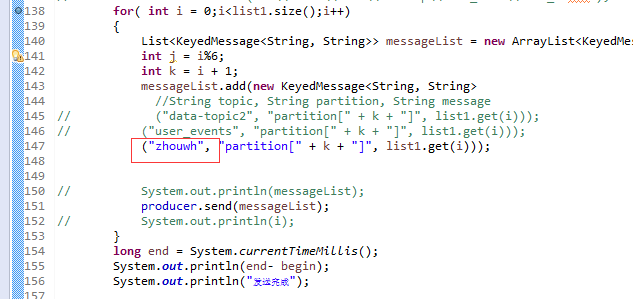 138 for( int i = 0;i<list1.size();i++)
139 {
140 List<KeyedMessage<String, String>> messageList = new ArrayList<KeyedMes
141 int j = i%6;
142 int k = i + 1;
143 messageList.add(new KeyedMessage<String, String>
144 //String topic, String partition, String message
145 // ("data-topic2", "partition[" + k + "]", list1.get(i)));
146 // ("user_events", "partition[" + k + "]", list1.get(i)));
147 ("zhouwh", "partition[" + k + "]", list1.get(i)));
148
149
150 // System.out.println(messageList);
151 producer.send(messageList);
152 // System.out.println(i);
153 }
154 long end = System.currentTimeMillis();
155 System.out.println(end- begin);
156 System.out.println("发送完成");
157